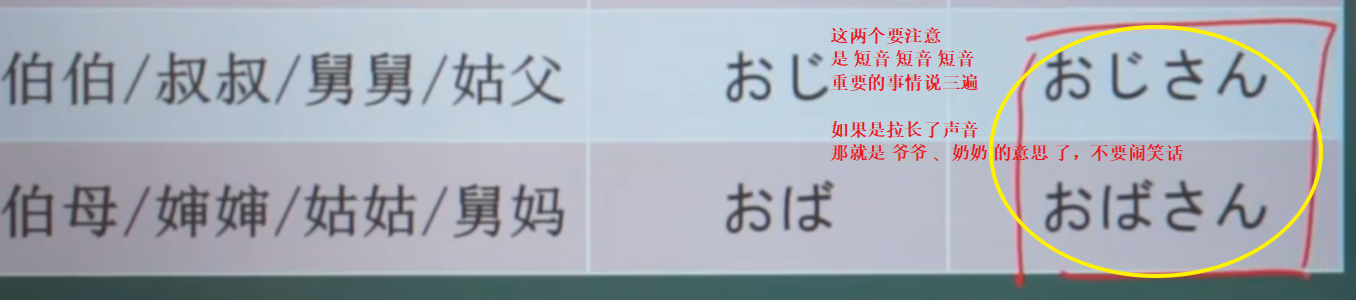 伯伯/叔叔/舅舅/姑父 おじ おじさん
这两个要注意
是 短音 短音 短音
重要的事情说三遍
如果是拉长了声音
那就是 爷爷 、奶奶 的意思 了，不要闹笑话
伯母/婶婶/姑姑/舅妈 おば おばさん